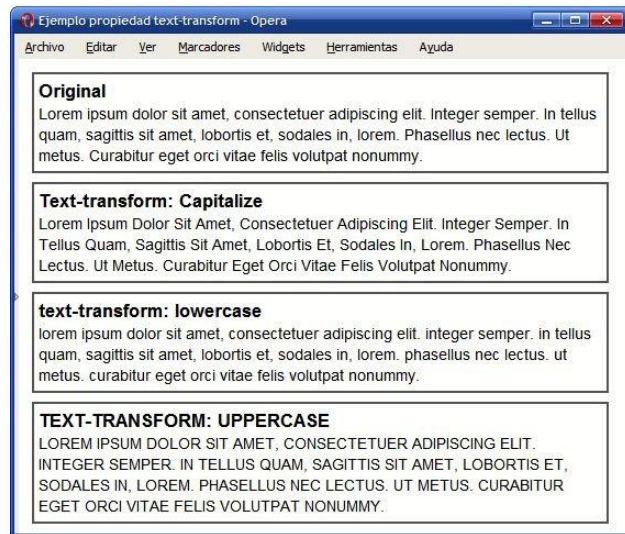 Ejemplo propiedad text-transform - Opera
Archivo Editar Ver Marcadores Widgets Herramientas Ayuda
Original
Lorem ipsum dolor sit amet, consectetuer adipiscing elit. Integer semper. In tellus
quam, sagittis sit amet, lobortis et, sodales in, lorem. Phasellus nec lectus. Ut
metus. Curabitur eget orci vitae felis volutpat nonummy.
Text-transform: Capitalize
Lorem Ipsum Dolor Sit Amet, Consectetuer Adipiscing Elit. Integer Semper. In
Tellus Quam, Sagittis Sit Amet, Lobortis Et, Sodales In, Lorem. Phasellus Nec
Lectus. Ut Metus. Curabitur Eget Orci Vitae Felis Volutpat Nonummy.
text-transform: lowercase
lorem ipsum dolor sit amet, consectetuer adipiscing elit. integer semper. in tellus
quam, sagittis sit amet, lobortis et, sodales in, lorem. phasellus nec lectus. ut
metus. curabitur eget orci vitae felis volutpat nonummy.
TEXT-TRANSFORM: UPPERCASE
LOREM IPSUM DOLOR SIT AMET, CONSECTETUER ADIPISCING ELIT.
INTEGER SEMPER. IN TELLUS QUAM, SAGITTIS SIT AMET, LOBORTIS ET,
SODALES IN, LOREM. PHASELLUS NEC LECTUS. UT METUS. CURABITUR
EGET ORCI VITAE FELIS VOLUTPAT NONUMMY.